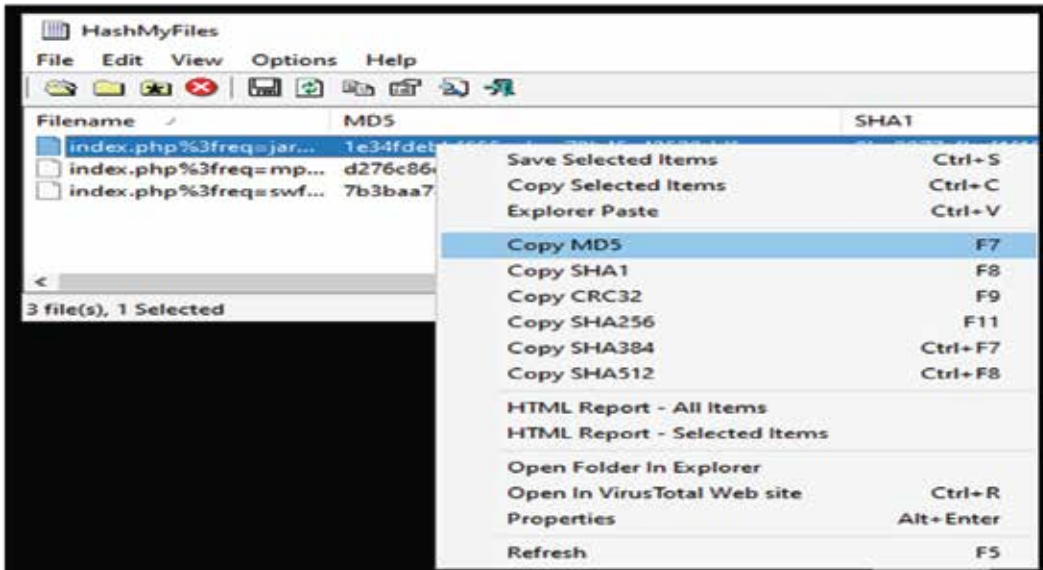 HashMyFiles
File Edit View Options Help
Filename MD5 SHA1
index.php%3freq=jar... 1e34fdeb
index.php%3freq=mp... d276c86
index.php%3freq=swf... 7b3baa7
3 file(s), 1 Selected
Save Selected Items Ctrl+S
Copy Selected Items Ctrl+C
Explorer Paste Ctrl+V
Copy MD5 F7
Copy SHA1 F8
Copy CRC32 F9
Copy SHA256 F11
Copy SHA384 Ctrl+F7
Copy SHA512 Ctrl+F8
HTML Report - All Items
HTML Report - Selected Items
Open Folder In Explorer
Open In VirusTotal Web site Ctrl+R
Properties Alt+Enter
Refresh F5